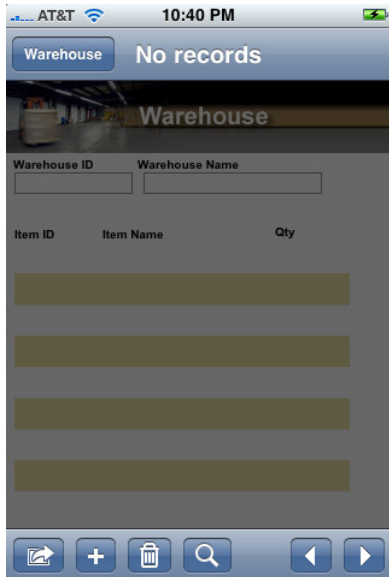 AT&T 10:40 PM
Warehouse No records
Warehouse
Warehouse ID Warehouse Name
Item ID Item Name Qty